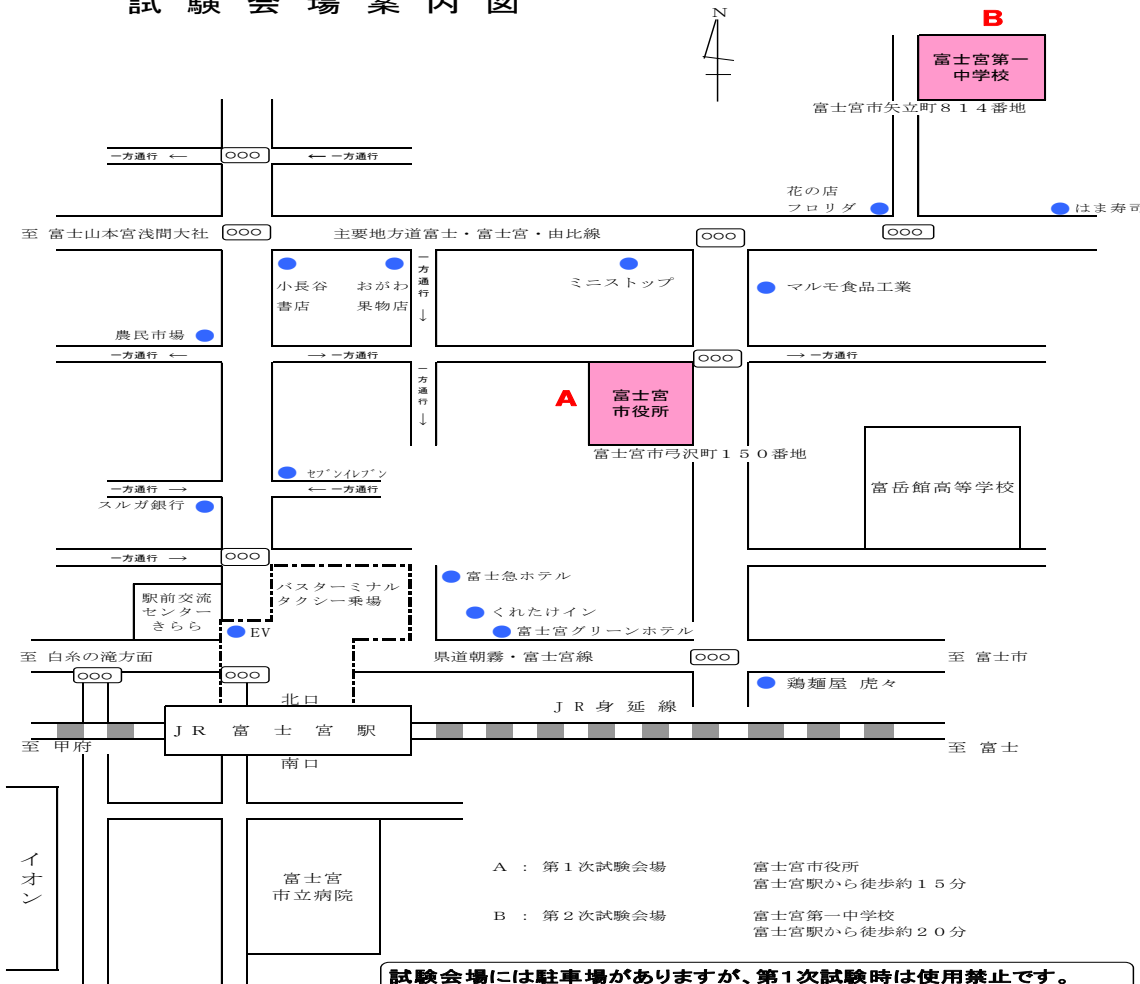 試験会場案内図
N
B
富士宮第一
中学校
富士宮市矢立町８１４番地
一方通行 ←
○○○
← 一方通行
花の店
フロリダ
はま寿司
至 富士山本宮浅間大社
○○○
主要地方道富士・富士宮・由比線
○○○
○○○
小長谷
書店
おがわ
果物店
一方通行↓
ミニストップ
マルモ食品工業
農民市場
一方通行 ←
→ 一方通行
○○○
→ 一方通行
一方通行↓
A
富士宮
市役所
富士宮市弓沢町１５０番地
セブンイレブン
一方通行 →
← 一方通行
スルガ銀行
富岳館高等学校
一方通行 →
○○○
バスターミナル
タクシー乗場
富士急ホテル
駅前交流
センター
きらら
くれたけイン
EV
富士宮グリーンホテル
至 白糸の滝方面
県道朝霧・富士宮線
○○○
至 富士市
○○○
○○○
鶏麺屋 虎々
北口
ＪＲ身延線
ＪＲ 富士宮駅
至 甲府
至 富士
南口
イオン
富士宮
市立病院
Ａ ： 第１次試験会場 富士宮市役所
富士宮駅から徒歩約１５分
Ｂ ： 第２次試験会場 富士宮第一中学校
富士宮駅から徒歩約２０分
試験会場には駐車場がありますが、第1次試験時は使用禁止です。